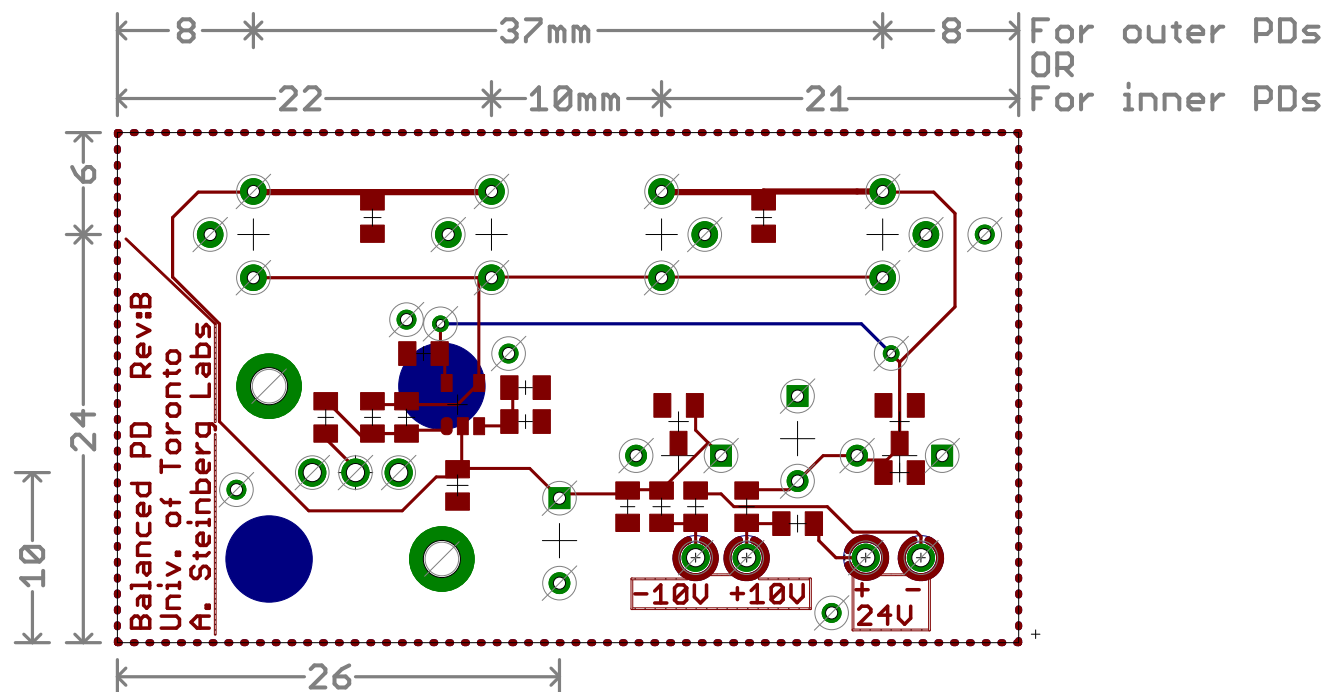 8 37mm 8 For outer PDs
OR
22 10mm 21 For inner PDs
6
24
10
Balanced PD Rev:B
Univ. of Toronto
A. Steinberg Labs
-10V +10V
+ -
24V
26